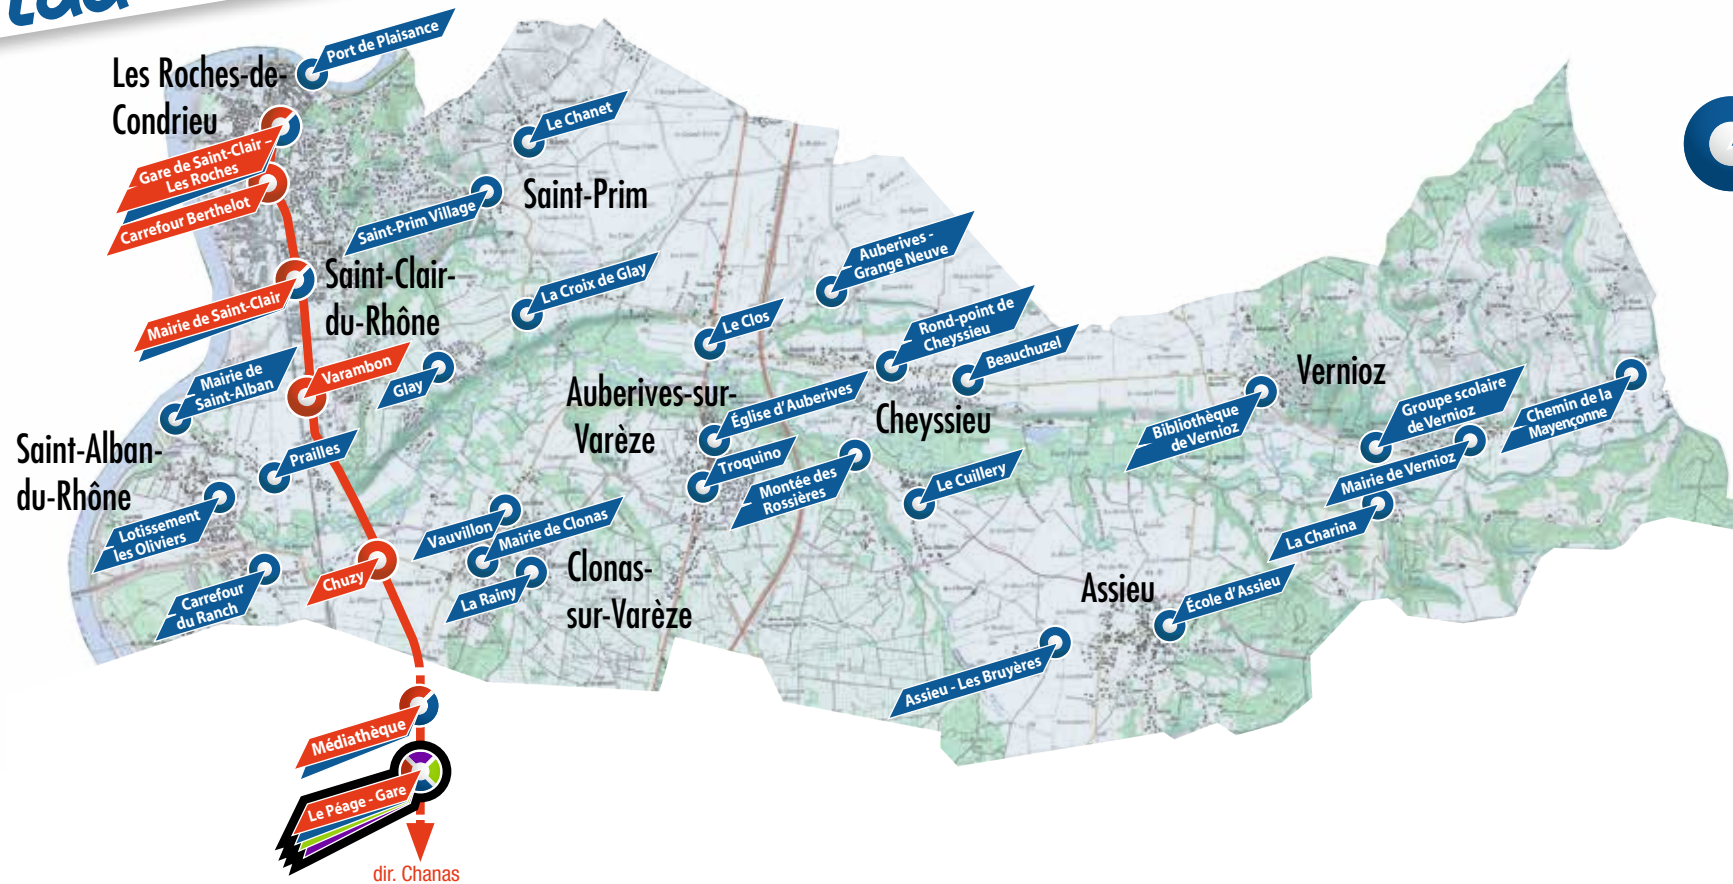 Port de Plaisance
Les Roches-de-
Condrieu
Gare de Saint-Clair –
Les Roches
Carrefour Berthelot
Le Chanet
Saint-Prim
Saint-Prim Village
Mairie de Saint-Clair
Saint-Clair-
du-Rhône
La Croix de Glay
Auberives -
Grange Neuve
Le Clos
Rond-point de
Cheyssieu
Beauchuzel
Mairie de
Saint-Alban
Varambon
Glay
Auberives-sur-
Varèze
Église d'Auberives
Cheyssieu
Vernioz
Bibliothèque
de Vernioz
Groupe scolaire
de Vernioz
Chemin de la
Mayençonne
Mairie de Vernioz
Saint-Alban-
du-Rhône
Prailles
Troquino
Montée des
Rossières
Le Cuillery
La Charina
Lotissement
les Oliviers
Vauvillon
Mairie de Clonas
Carrefour
du Ranch
Chuzy
La Rainy
Clonas-
sur-Varèze
Assieu
École d'Assieu
Assieu - Les Bruyères
Médiathèque
Le Péage - Gare
dir. Chanas